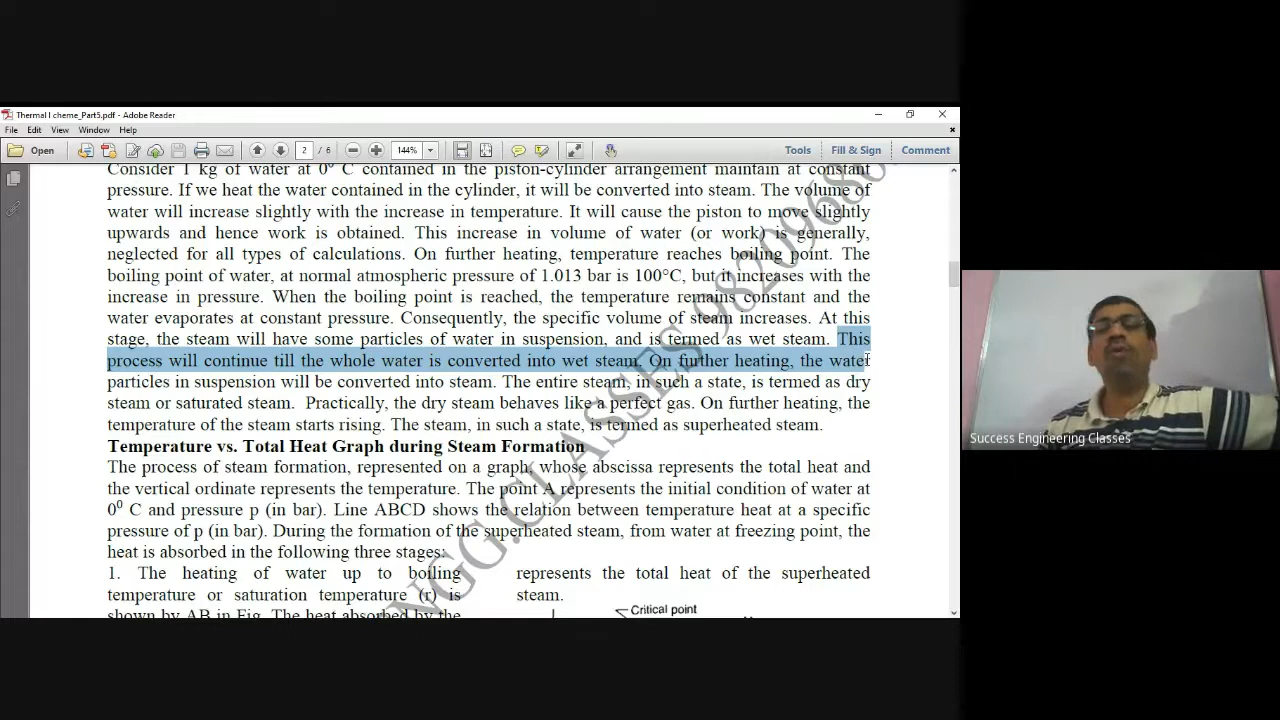 Thermal I cheme_Part5.pdf - Adobe Reader
File Edit View Window Help
Open 2 / 6 144% Tools Fill & Sign Comment
Consider 1 kg of water at 0⁰ C contained in the piston-cylinder arrangement maintain at constant
pressure. If we heat the water contained in the cylinder, it will be converted into steam. The volume of
water will increase slightly with the increase in temperature. It will cause the piston to move slightly
upwards and hence work is obtained. This increase in volume of water (or work) is generally,
neglected for all types of calculations. On further heating, temperature reaches boiling point. The
boiling point of water, at normal atmospheric pressure of 1.013 bar is 100°C, but it increases with the
increase in pressure. When the boiling point is reached, the temperature remains constant and the
water evaporates at constant pressure. Consequently, the specific volume of steam increases. At this
stage, the steam will have some particles of water in suspension, and is termed as wet steam. This
process will continue till the whole water is converted into wet steam. On further heating, the water
particles in suspension will be converted into steam. The entire steam, in such a state, is termed as dry
steam or saturated steam. Practically, the dry steam behaves like a perfect gas. On further heating, the
temperature of the steam starts rising. The steam, in such a state, is termed as superheated steam.
Temperature vs. Total Heat Graph during Steam Formation
The process of steam formation, represented on a graph, whose abscissa represents the total heat and
the vertical ordinate represents the temperature. The point A represents the initial condition of water at
0⁰ C and pressure p (in bar). Line ABCD shows the relation between temperature heat at a specific
pressure of p (in bar). During the formation of the superheated steam, from water at freezing point, the
heat is absorbed in the following three stages:
1. The heating of water up to boiling
temperature or saturation temperature (r) is
shown by AB in Fig. The heat absorbed by the
represents the total heat of the superheated
steam.
Critical point
NGG.CLASSES 98209680
Success Engineering Classes